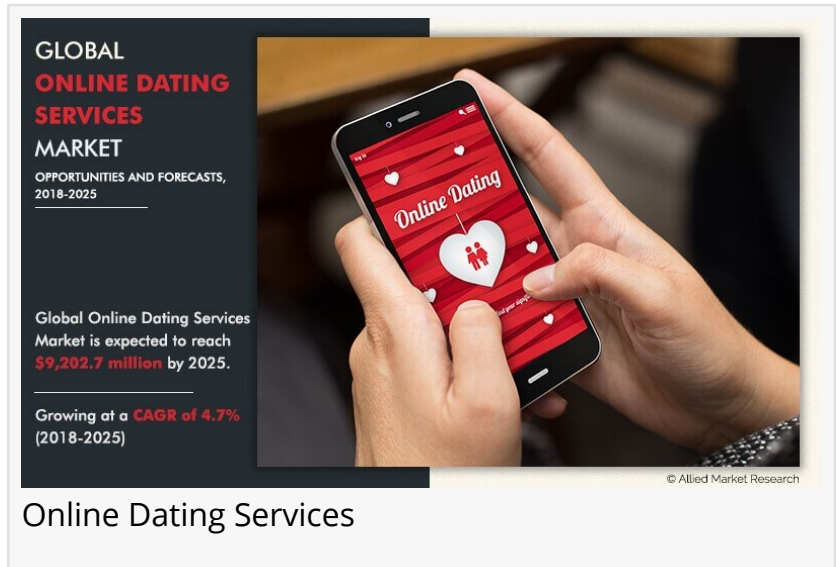 GLOBAL
ONLINE DATING
SERVICES
MARKET
OPPORTUNITIES AND FORECASTS,
2018-2025
Global Online Dating Services
Market is expected to reach
$9,202.7 million by 2025.
Growing at a CAGR of 4.7%
(2018-2025)
Online Dating
© Allied Market Research
Online Dating Services